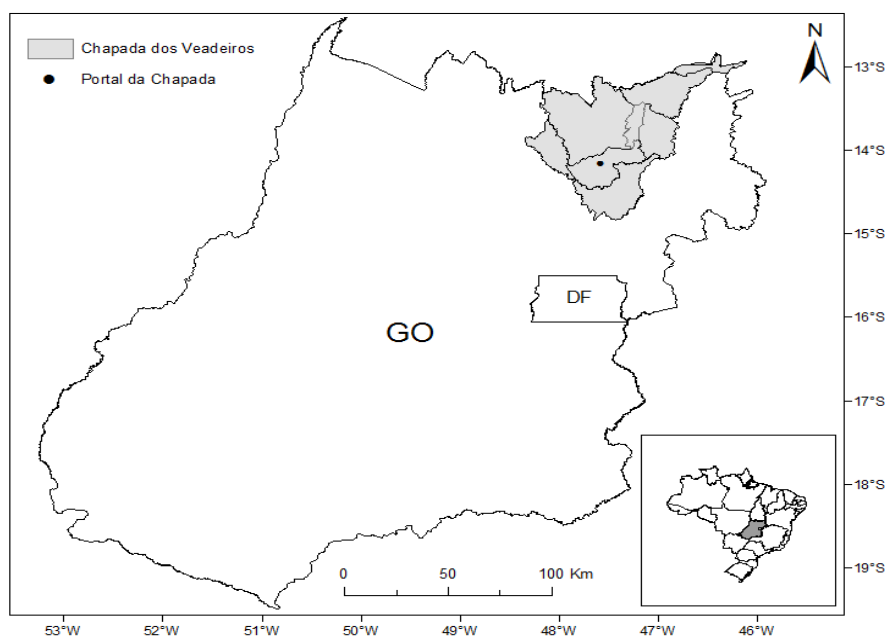 Chapada dos Veadeiros
Portal da Chapada
N
13°S
14°S
15°S
DF
16°S
GO
17°S
18°S
19°S
0 50 100 Km
53°W 52°W 51°W 50°W 49°W 48°W 47°W 46°W